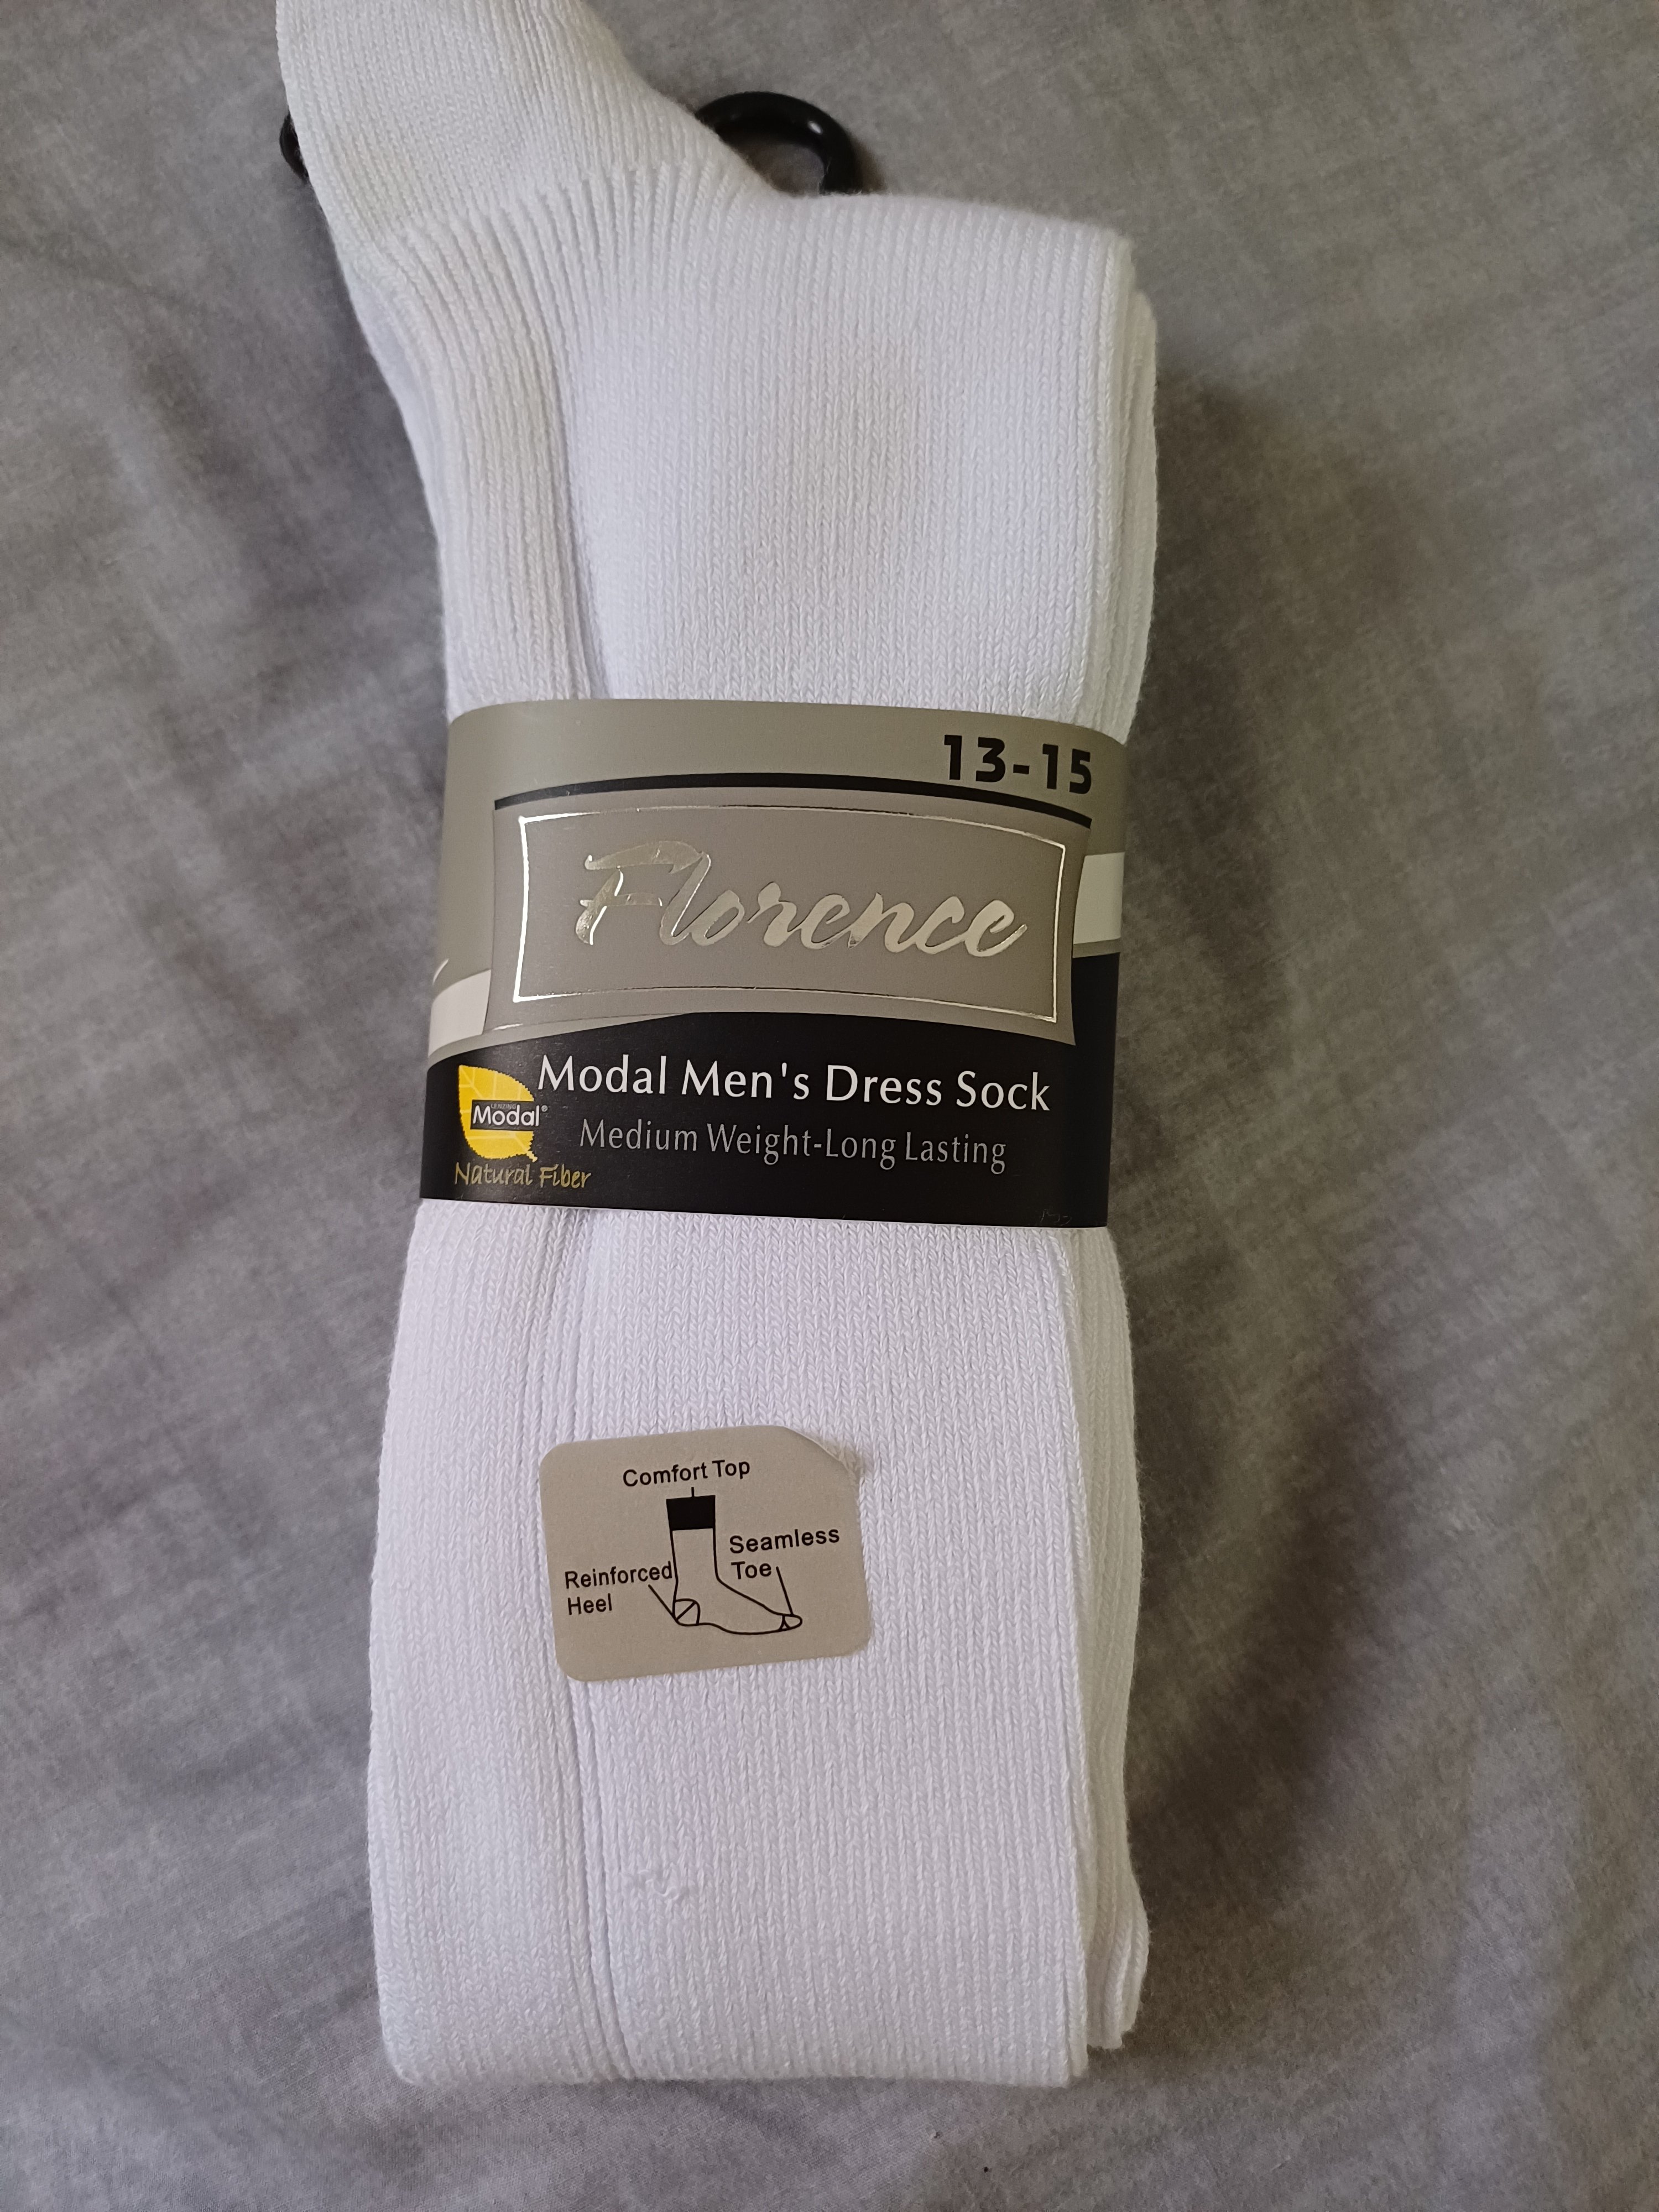 13-15
Florence
Modal Men's Dress Sock
LENZING
Modal®
Medium Weight-Long Lasting
Natural Fiber
Comfort Top
Seamless
Toe
Reinforced
Heel